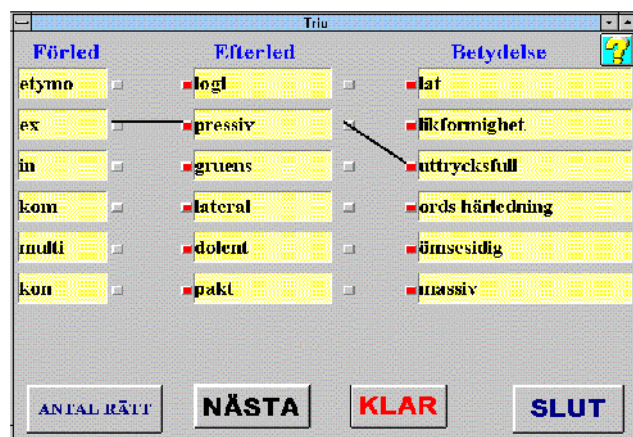 Triu
Förled Efterled Betydelse ?
etymo logi lat
ex pressiv likformighet
in gruens uttrycksfull
kom lateral ords härledning
multi dolent ömsesidig
kon pakt massiv
ANTAL RÄTT NÄSTA KLAR SLUT